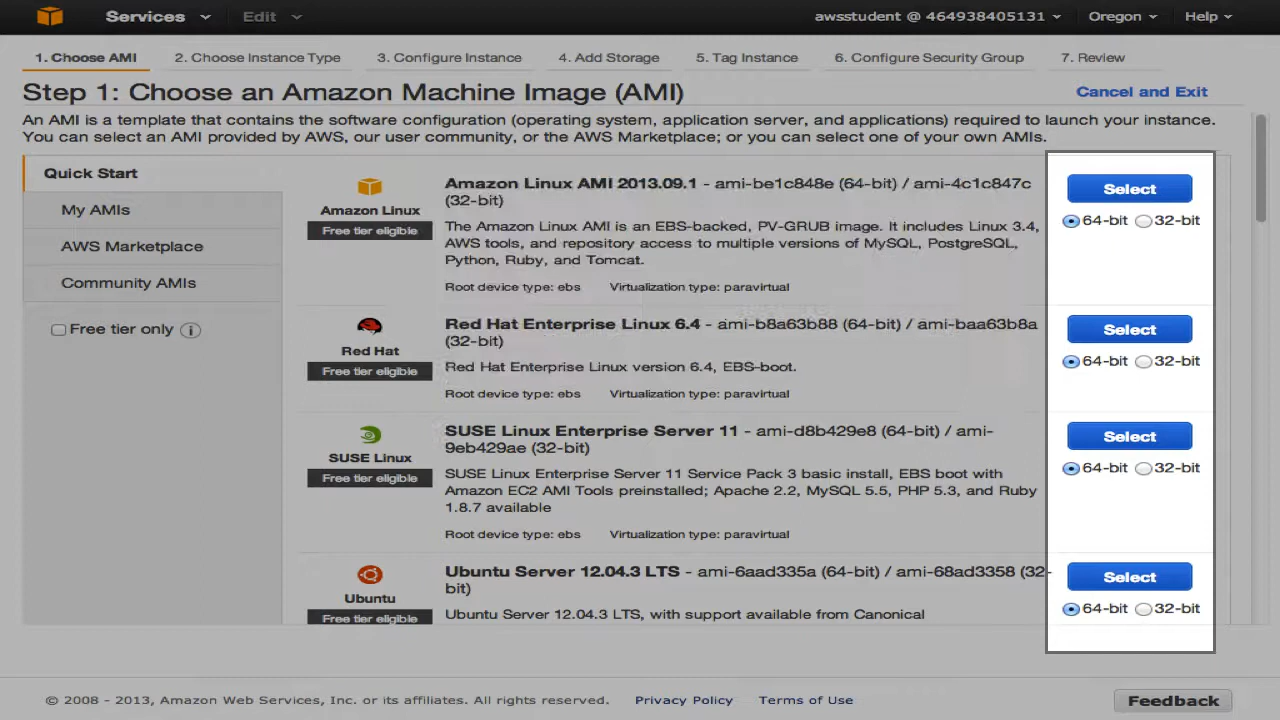 Services Edit awsstudent @ 464938405131 Oregon Help
1. Choose AMI 2. Choose Instance Type 3. Configure Instance 4. Add Storage 5. Tag Instance 6. Configure Security Group 7. Review
Step 1: Choose an Amazon Machine Image (AMI)
Cancel and Exit
An AMI is a template that contains the software configuration (operating system, application server, and applications) required to launch your instance.
You can select an AMI provided by AWS, our user community, or the AWS Marketplace; or you can select one of your own AMIs.
Quick Start
My AMIs
AWS Marketplace
Community AMIs
Free tier only
Amazon Linux
Free tier eligible
Amazon Linux AMI 2013.09.1 - ami-be1c848e (64-bit) / ami-4c1c847c
(32-bit)
The Amazon Linux AMI is an EBS-backed, PV-GRUB image. It includes Linux 3.4,
AWS tools, and repository access to multiple versions of MySQL, PostgreSQL,
Python, Ruby, and Tomcat.
Root device type: ebs Virtualization type: paravirtual
Select
64-bit 32-bit
Red Hat
Free tier eligible
Red Hat Enterprise Linux 6.4 - ami-b8a63b88 (64-bit) / ami-baa63b8a
(32-bit)
Red Hat Enterprise Linux version 6.4, EBS-boot.
Root device type: ebs Virtualization type: paravirtual
Select
64-bit 32-bit
SUSE Linux
Free tier eligible
SUSE Linux Enterprise Server 11 - ami-d8b429e8 (64-bit) / ami-
9eb429ae (32-bit)
SUSE Linux Enterprise Server 11 Service Pack 3 basic install, EBS boot with
Amazon EC2 AMI Tools preinstalled; Apache 2.2, MySQL 5.5, PHP 5.3, and Ruby
1.8.7 available
Root device type: ebs Virtualization type: paravirtual
Select
64-bit 32-bit
Ubuntu
Free tier eligible
Ubuntu Server 12.04.3 LTS - ami-6aad335a (64-bit) / ami-68ad3358 (32-
bit)
Ubuntu Server 12.04.3 LTS, with support available from Canonical
Select
64-bit 32-bit
© 2008 - 2013, Amazon Web Services, Inc. or its affiliates. All rights reserved. Privacy Policy Terms of Use
Feedback